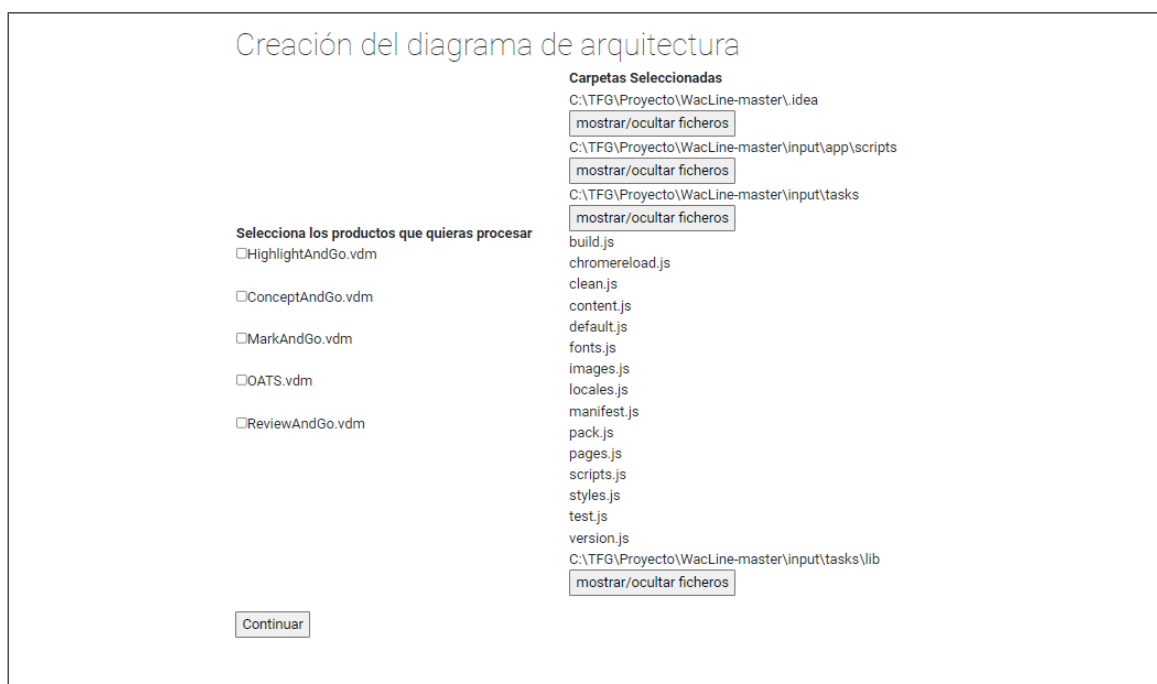 Creación del diagrama de arquitectura
Selecciona los productos que quieras procesar
HighlightAndGo.vdm
ConceptAndGo.vdm
MarkAndGo.vdm
OATS.vdm
ReviewAndGo.vdm
Carpetas Seleccionadas
C:\TFG\Proyecto\WacLine-master\.idea
mostrar/ocultar ficheros
C:\TFG\Proyecto\WacLine-master\input\app\scripts
mostrar/ocultar ficheros
C:\TFG\Proyecto\WacLine-master\input\tasks
mostrar/ocultar ficheros
build.js
chromereload.js
clean.js
content.js
default.js
fonts.js
images.js
locales.js
manifest.js
pack.js
pages.js
scripts.js
styles.js
test.js
version.js
C:\TFG\Proyecto\WacLine-master\input\tasks\lib
mostrar/ocultar ficheros
Continuar